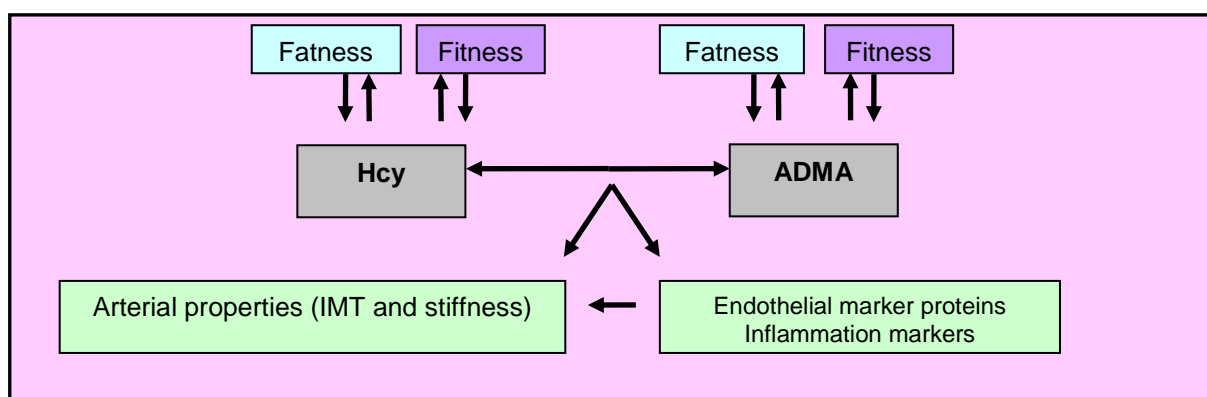 Fatness
Fitness
Fatness
Fitness
Hcy
ADMA
Arterial properties (IMT and stiffness)
Endothelial marker proteins
Inflammation markers